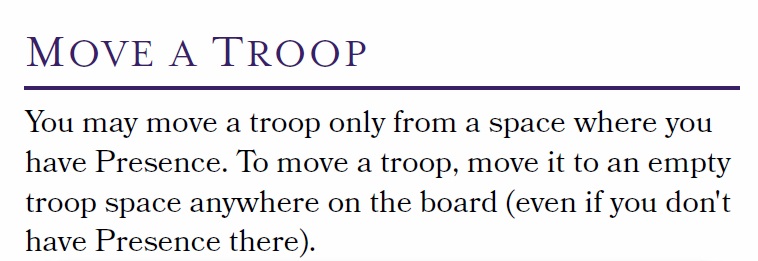 MOVE A TROOP
You may move a troop only from a space where you
have Presence. To move a troop, move it to an empty
troop space anywhere on the board (even if you don't
have Presence there).